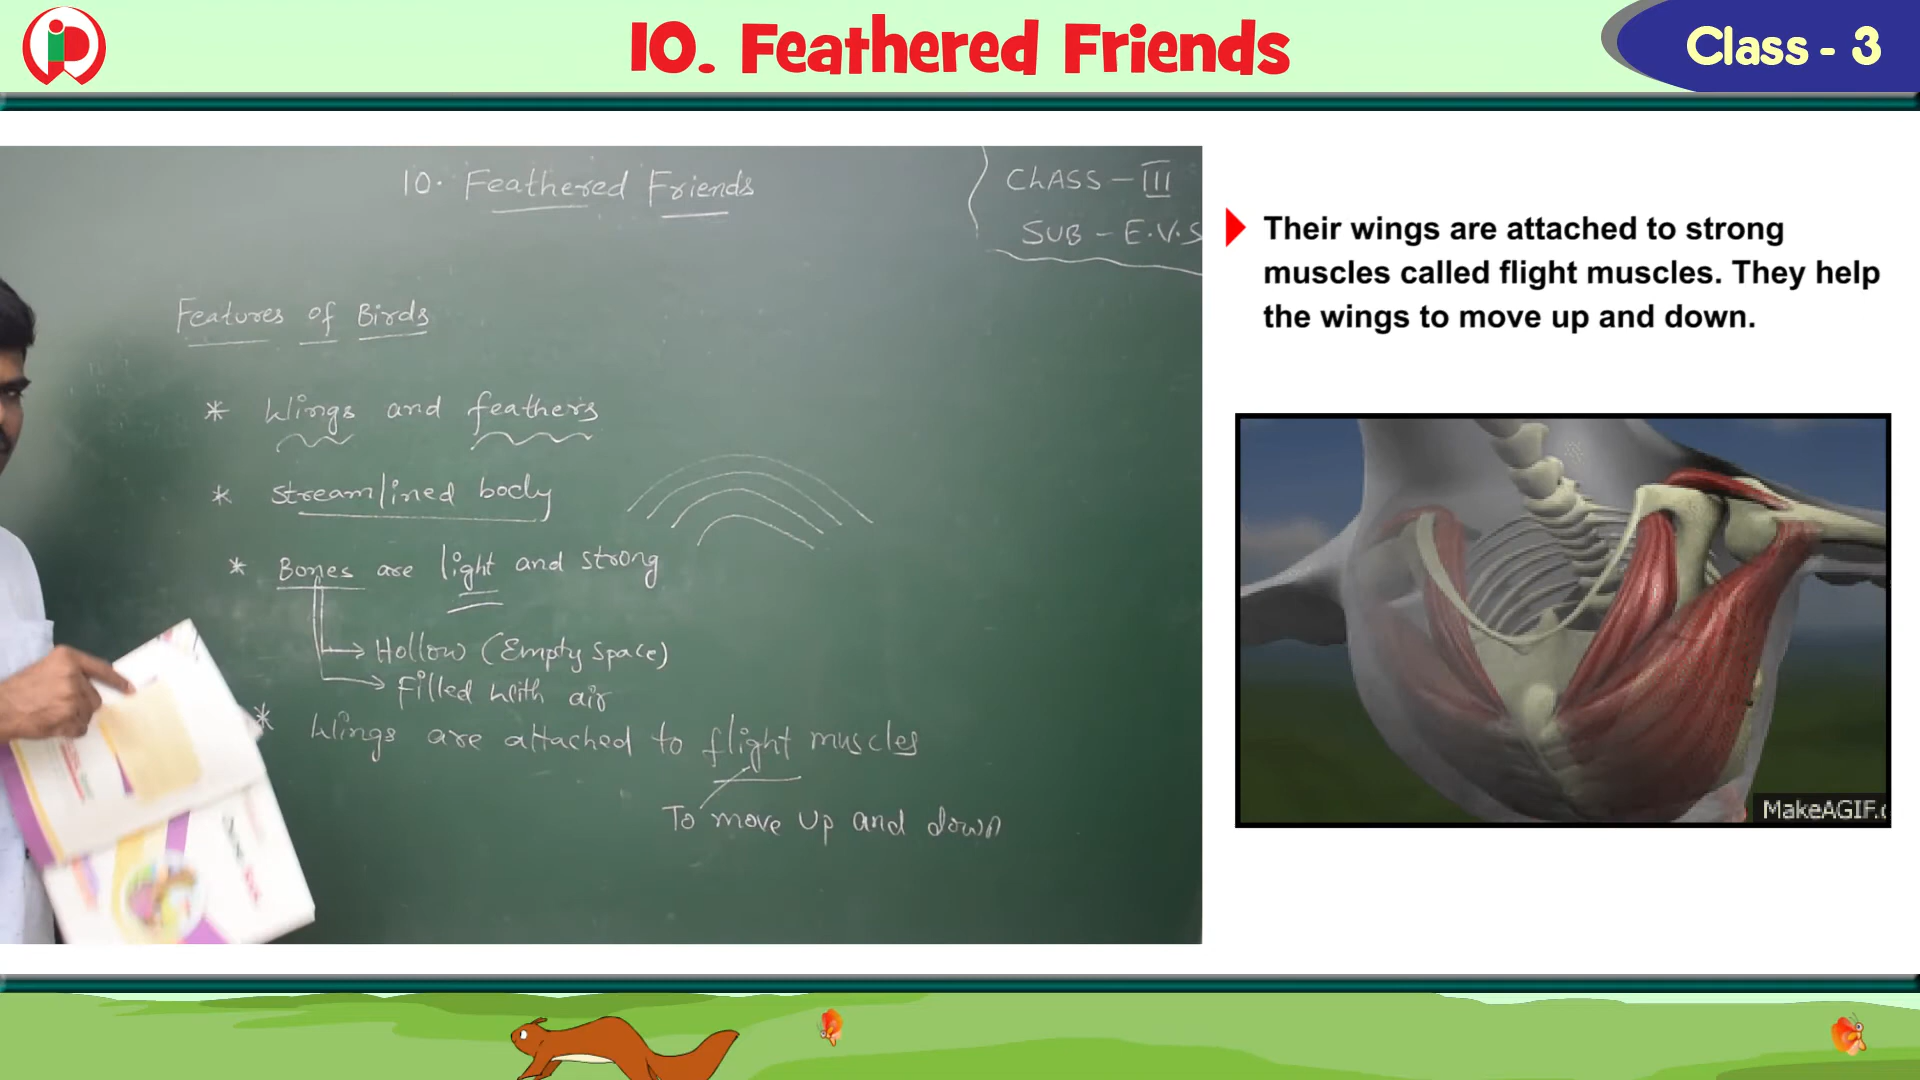 10. Feathered Friends
Class - 3
10. Feathered Friends
CLASS - III
SUB - E.V.S
Features of Birds
* Wings and feathers
* Streamlined body
* Bones are light and strong
Hollow (Empty space)
Filled with air
* Wings are attached to flight muscles
To move up and down
Their wings are attached to strong
muscles called flight muscles. They help
the wings to move up and down.
MakeAGIF.c